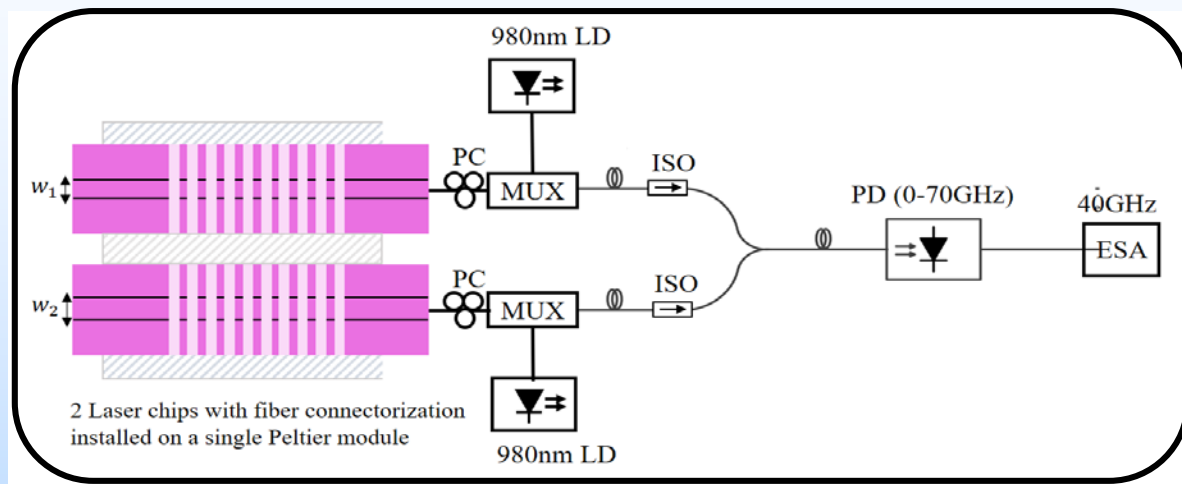 980nm LD
PC
MUX
ISO
w₁
PD (0-70GHz)
40GHz
ESA
PC
MUX
ISO
w₂
2 Laser chips with fiber connectorization
installed on a single Peltier module
980nm LD